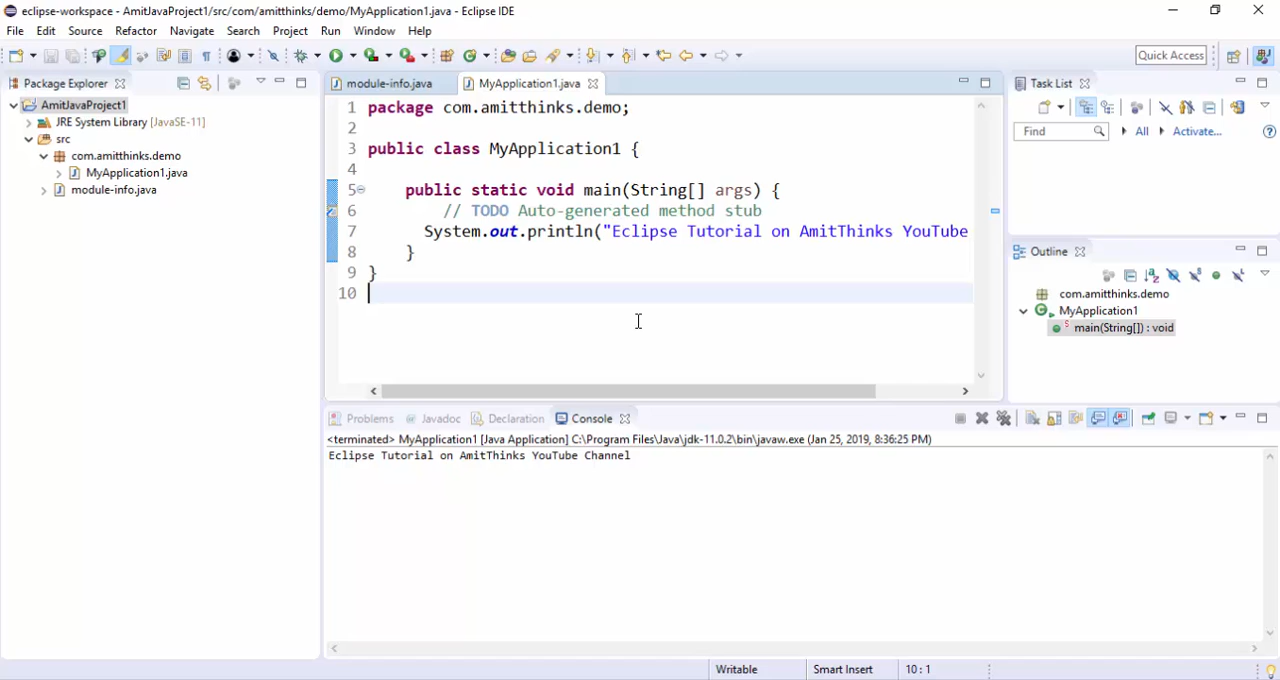 eclipse-workspace - AmitJavaProject1/src/com/amitthinks/demo/MyApplication1.java - Eclipse IDE
File Edit Source Refactor Navigate Search Project Run Window Help
Quick Access
Package Explorer
AmitJavaProject1
JRE System Library [JavaSE-11]
src
com.amitthinks.demo
MyApplication1.java
module-info.java
module-info.java MyApplication1.java
1 package com.amitthinks.demo;
2
3 public class MyApplication1 {
4
5 public static void main(String[] args) {
6 // TODO Auto-generated method stub
7 System.out.println("Eclipse Tutorial on AmitThinks YouTube
8 }
9 }
10
Task List
Find All Activate...
Outline
com.amitthinks.demo
MyApplication1
main(String[]) : void
Problems Javadoc Declaration Console
<terminated> MyApplication1 [Java Application] C:\Program Files\Java\jdk-11.0.2\bin\javaw.exe (Jan 25, 2019, 8:36:25 PM)
Eclipse Tutorial on AmitThinks YouTube Channel
Writable Smart Insert 10 : 1